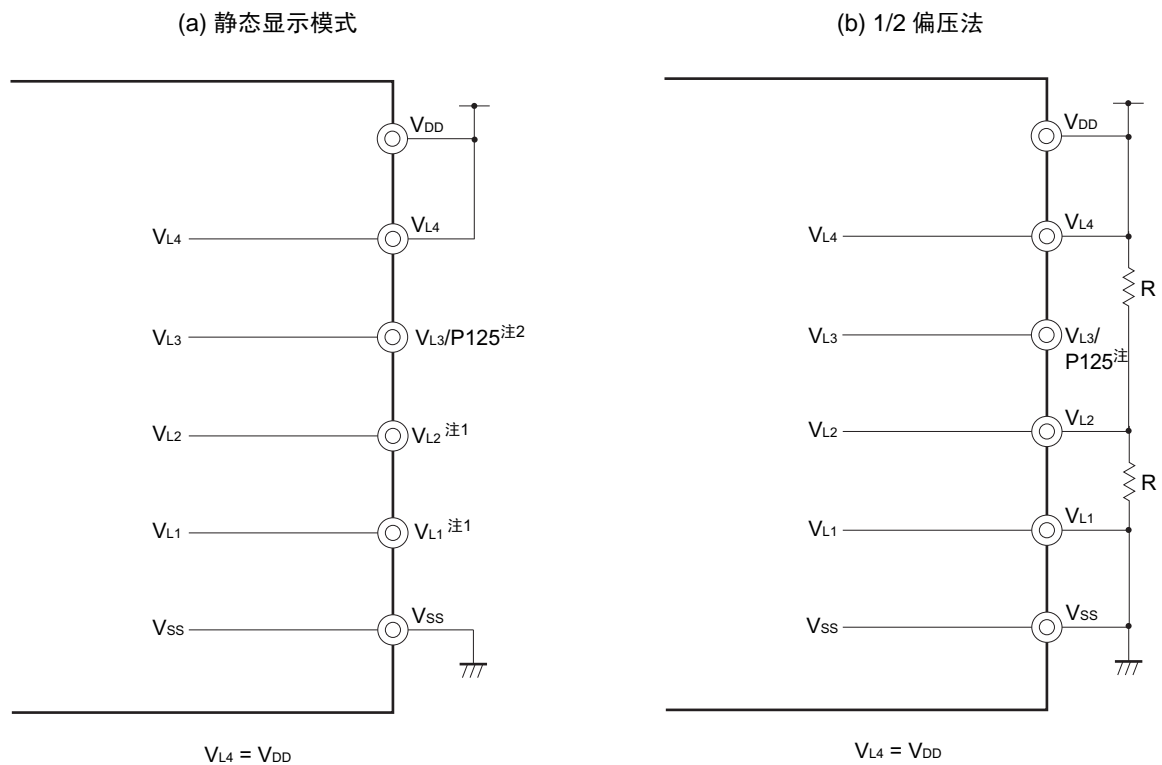 (a) 静态显示模式
VDD
VL4
VL4
VL3
VL3/P125注2
VL2
VL2 注1
VL1
VL1 注1
VSS
VSS
VL4 = VDD
(b) 1/2 偏压法
VDD
VL4
VL4
R
VL3
VL3/
P125注
VL2
VL2
R
VL1
VL1
VSS
VSS
VL4 = VDD